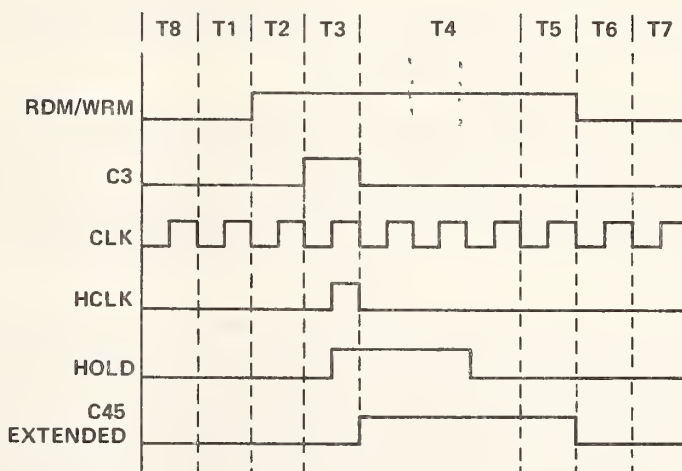 T8 T1 T2 T3 T4 T5 T6 T7
RDM/WRM
C3
CLK
HCLK
HOLD
C45
EXTENDED